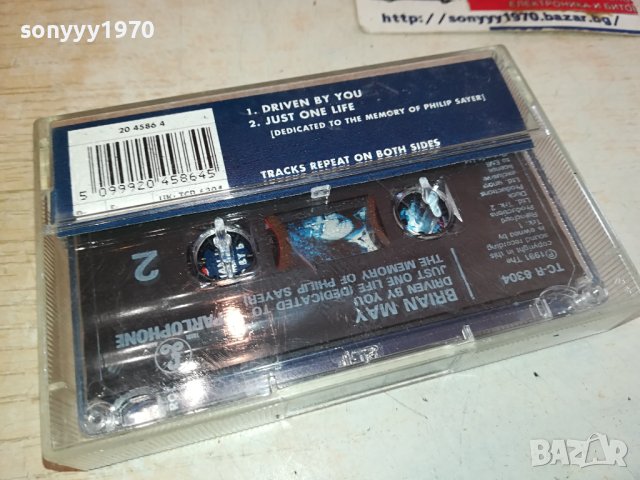 sonyyy1970
ЕЛЕКТРОНИКА И БИТО
http://sonyyy1970.bazar.bg/
20 4586 4
5 099920 458645
1. DRIVEN BY YOU
2. JUST ONE LIFE
[DEDICATED TO THE MEMORY OF PHILIP SAYER]
TRACKS REPEAT ON BOTH SIDES
2
TC-R 6304
BRIAN MAY
DRIVEN BY YOU
JUST ONE LIFE (DEDICATED TO
THE MEMORY OF PHILIP SAYER)
PARLOPHONE
℗1991 The
copyright in this
sound recording
is owned by
BAZAR